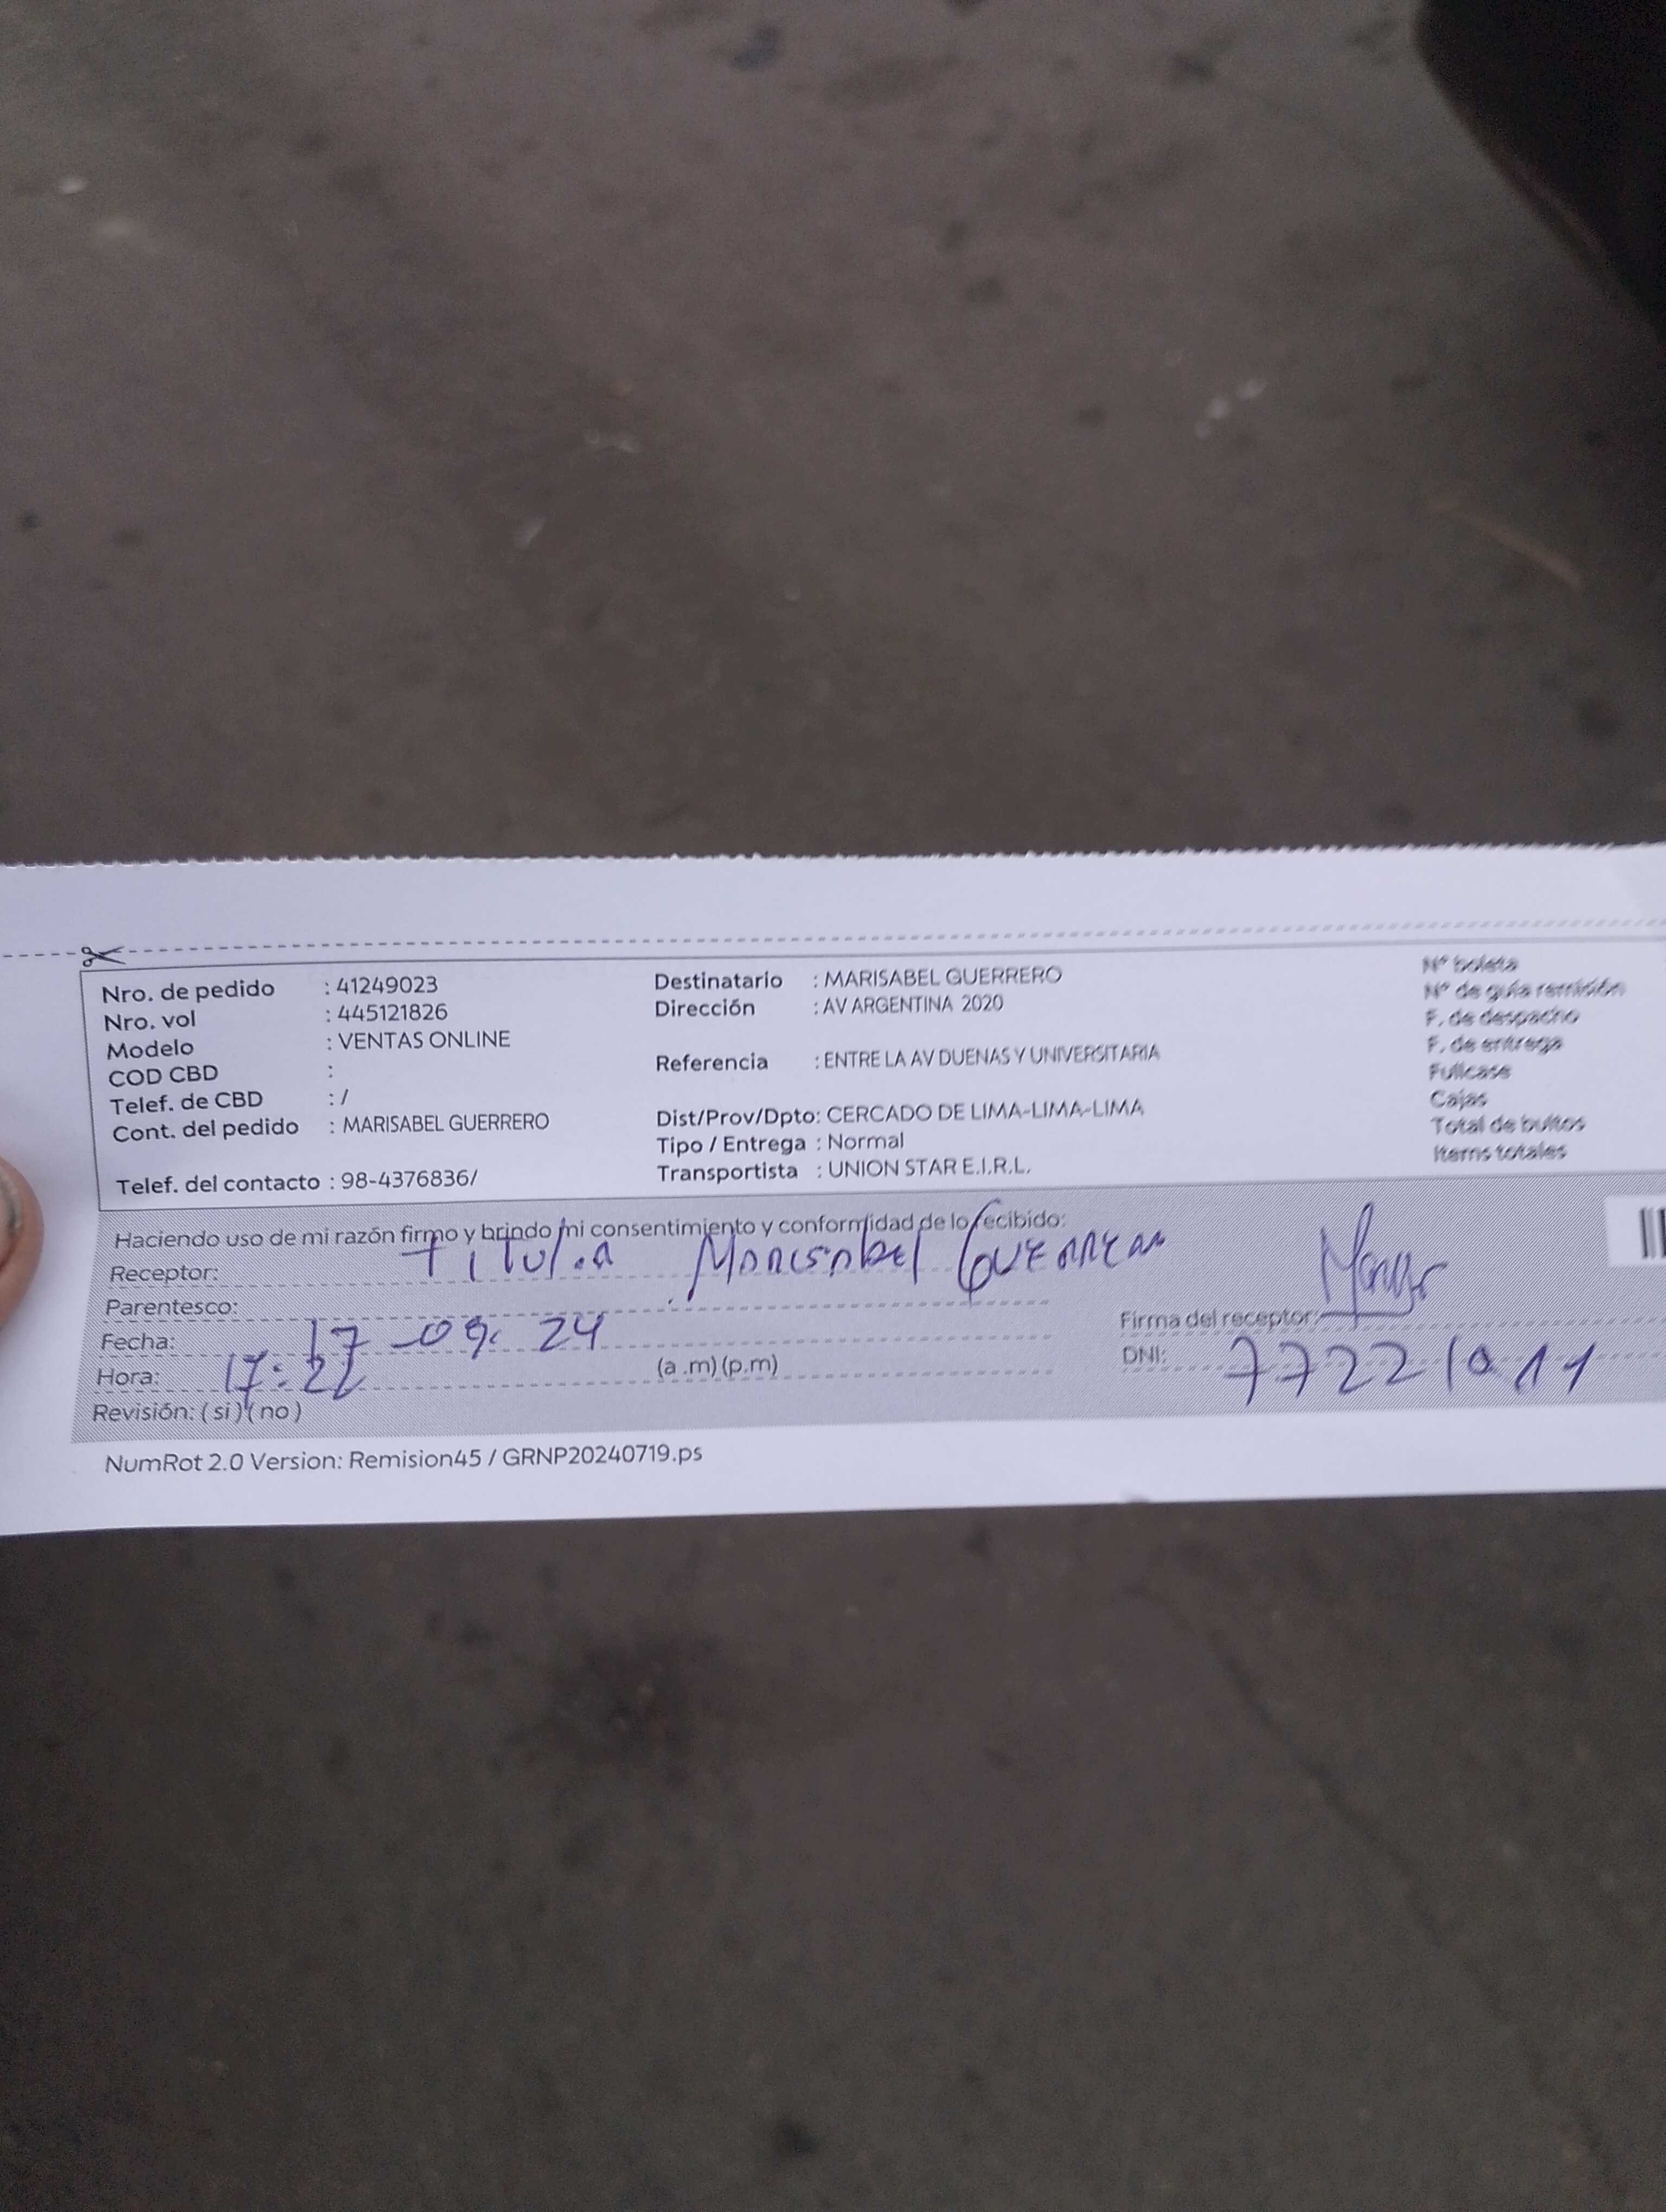 Nro. de pedido : 41249023
Nro. vol : 445121826
Modelo : VENTAS ONLINE
COD CBD :
Telef. de CBD : /
Cont. del pedido : MARISABEL GUERRERO
Telef. del contacto : 98-4376836/
Destinatario : MARISABEL GUERRERO
Dirección : AV ARGENTINA 2020
Referencia : ENTRE LA AV DUENAS Y UNIVERSITARIA
Dist/Prov/Dpto: CERCADO DE LIMA-LIMA-LIMA
Tipo / Entrega : Normal
Transportista : UNION STAR E.I.R.L.
Nº boleta
Nº de guía remisión
F. de despacho
F. de entrega
Fullcase
Cajas
Total de bultos
Items totales
Haciendo uso de mi razón firmo y brindo mi consentimiento y conformidad de lo recibido:
Receptor: Marisabel
Parentesco:
Fecha: 17-09-24
Hora: 17:22 (a .m) (p.m)
Revisión: ( si ) ( no )
Firma del receptor:
DNI:
NumRot 2.0 Version: Remision45 / GRNP20240719.ps